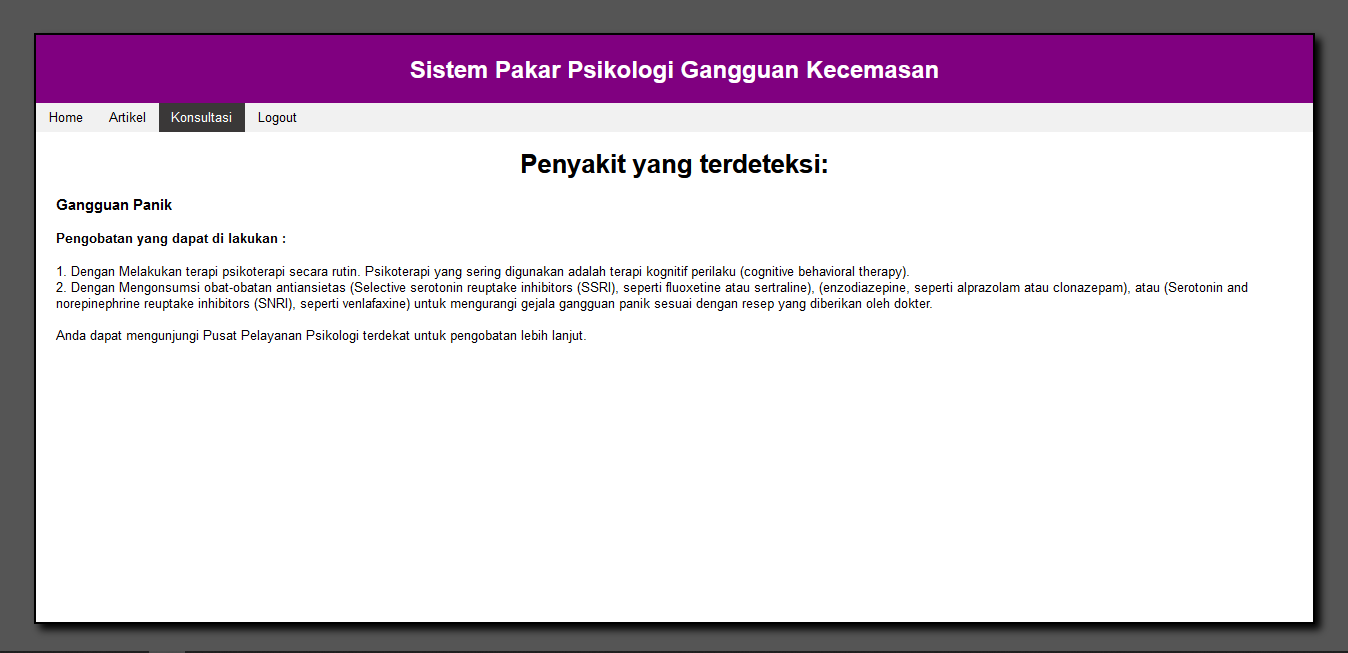 Sistem Pakar Psikologi Gangguan Kecemasan
Home Artikel Konsultasi Logout
Penyakit yang terdeteksi:
Gangguan Panik
Pengobatan yang dapat di lakukan :
1. Dengan Melakukan terapi psikoterapi secara rutin. Psikoterapi yang sering digunakan adalah terapi kognitif perilaku (cognitive behavioral therapy).
2. Dengan Mengonsumsi obat-obatan antiansietas (Selective serotonin reuptake inhibitors (SSRI), seperti fluoxetine atau sertraline), (enzodiazepine, seperti alprazolam atau clonazepam), atau (Serotonin and
norepinephrine reuptake inhibitors (SNRI), seperti venlafaxine) untuk mengurangi gejala gangguan panik sesuai dengan resep yang diberikan oleh dokter.
Anda dapat mengunjungi Pusat Pelayanan Psikologi terdekat untuk pengobatan lebih lanjut.